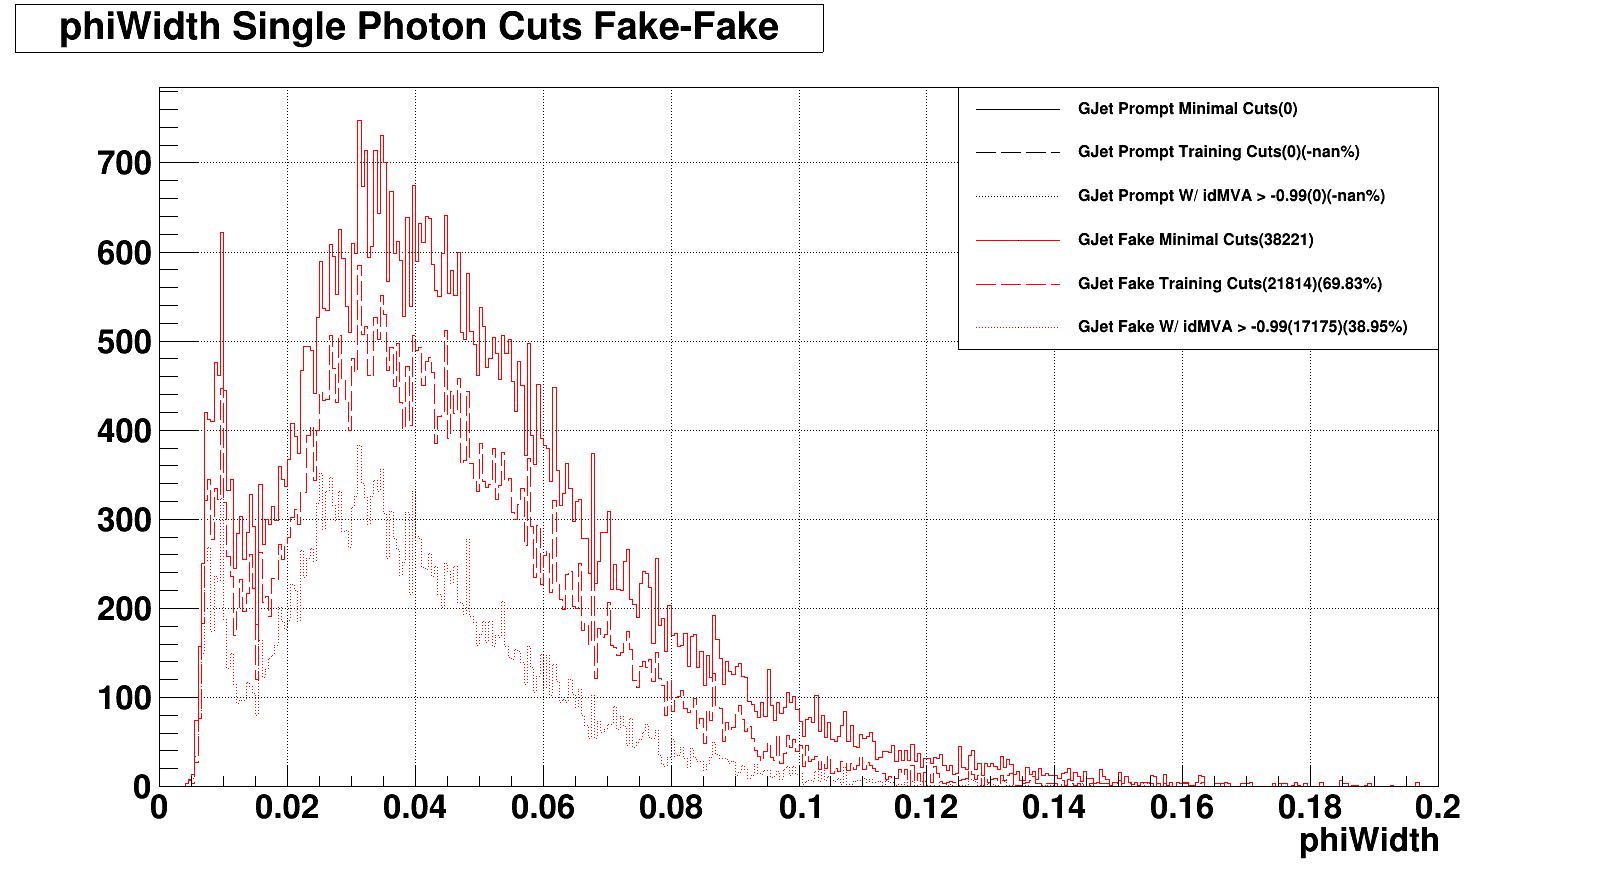 phiWidth Single Photon Cuts Fake-Fake
GJet Prompt Minimal Cuts(0)
GJet Prompt Training Cuts(0)(-nan%)
GJet Prompt W/ idMVA > -0.99(0)(-nan%)
GJet Fake Minimal Cuts(38221)
GJet Fake Training Cuts(21814)(69.83%)
GJet Fake W/ idMVA > -0.99(17175)(38.95%)
700
600
500
400
300
200
100
0
0 0.02 0.04 0.06 0.08 0.1 0.12 0.14 0.16 0.18 0.2
phiWidth